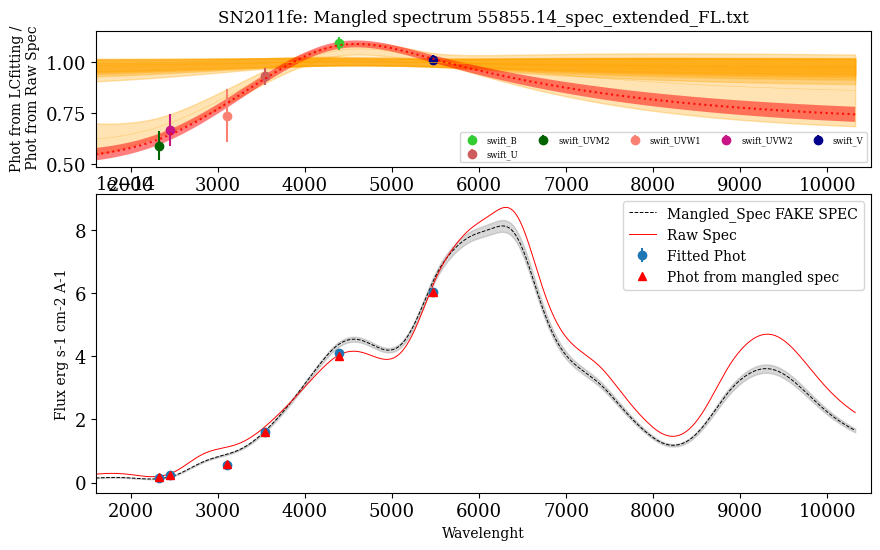 SN2011fe: Mangled spectrum 55855.14_spec_extended_FL.txt
Phot from LCfitting /
Phot from Raw Spec
1.00
0.75
0.50
swift_B
swift_UVM2
swift_UVW1
swift_UVW2
swift_V
swift_U
2000 3000 4000 5000 6000 7000 8000 9000 10000
Mangled_Spec FAKE SPEC
Raw Spec
Fitted Phot
Phot from mangled spec
Flux erg s-1 cm-2 A-1
8
6
4
2
0
2000 3000 4000 5000 6000 7000 8000 9000 10000
Wavelenght